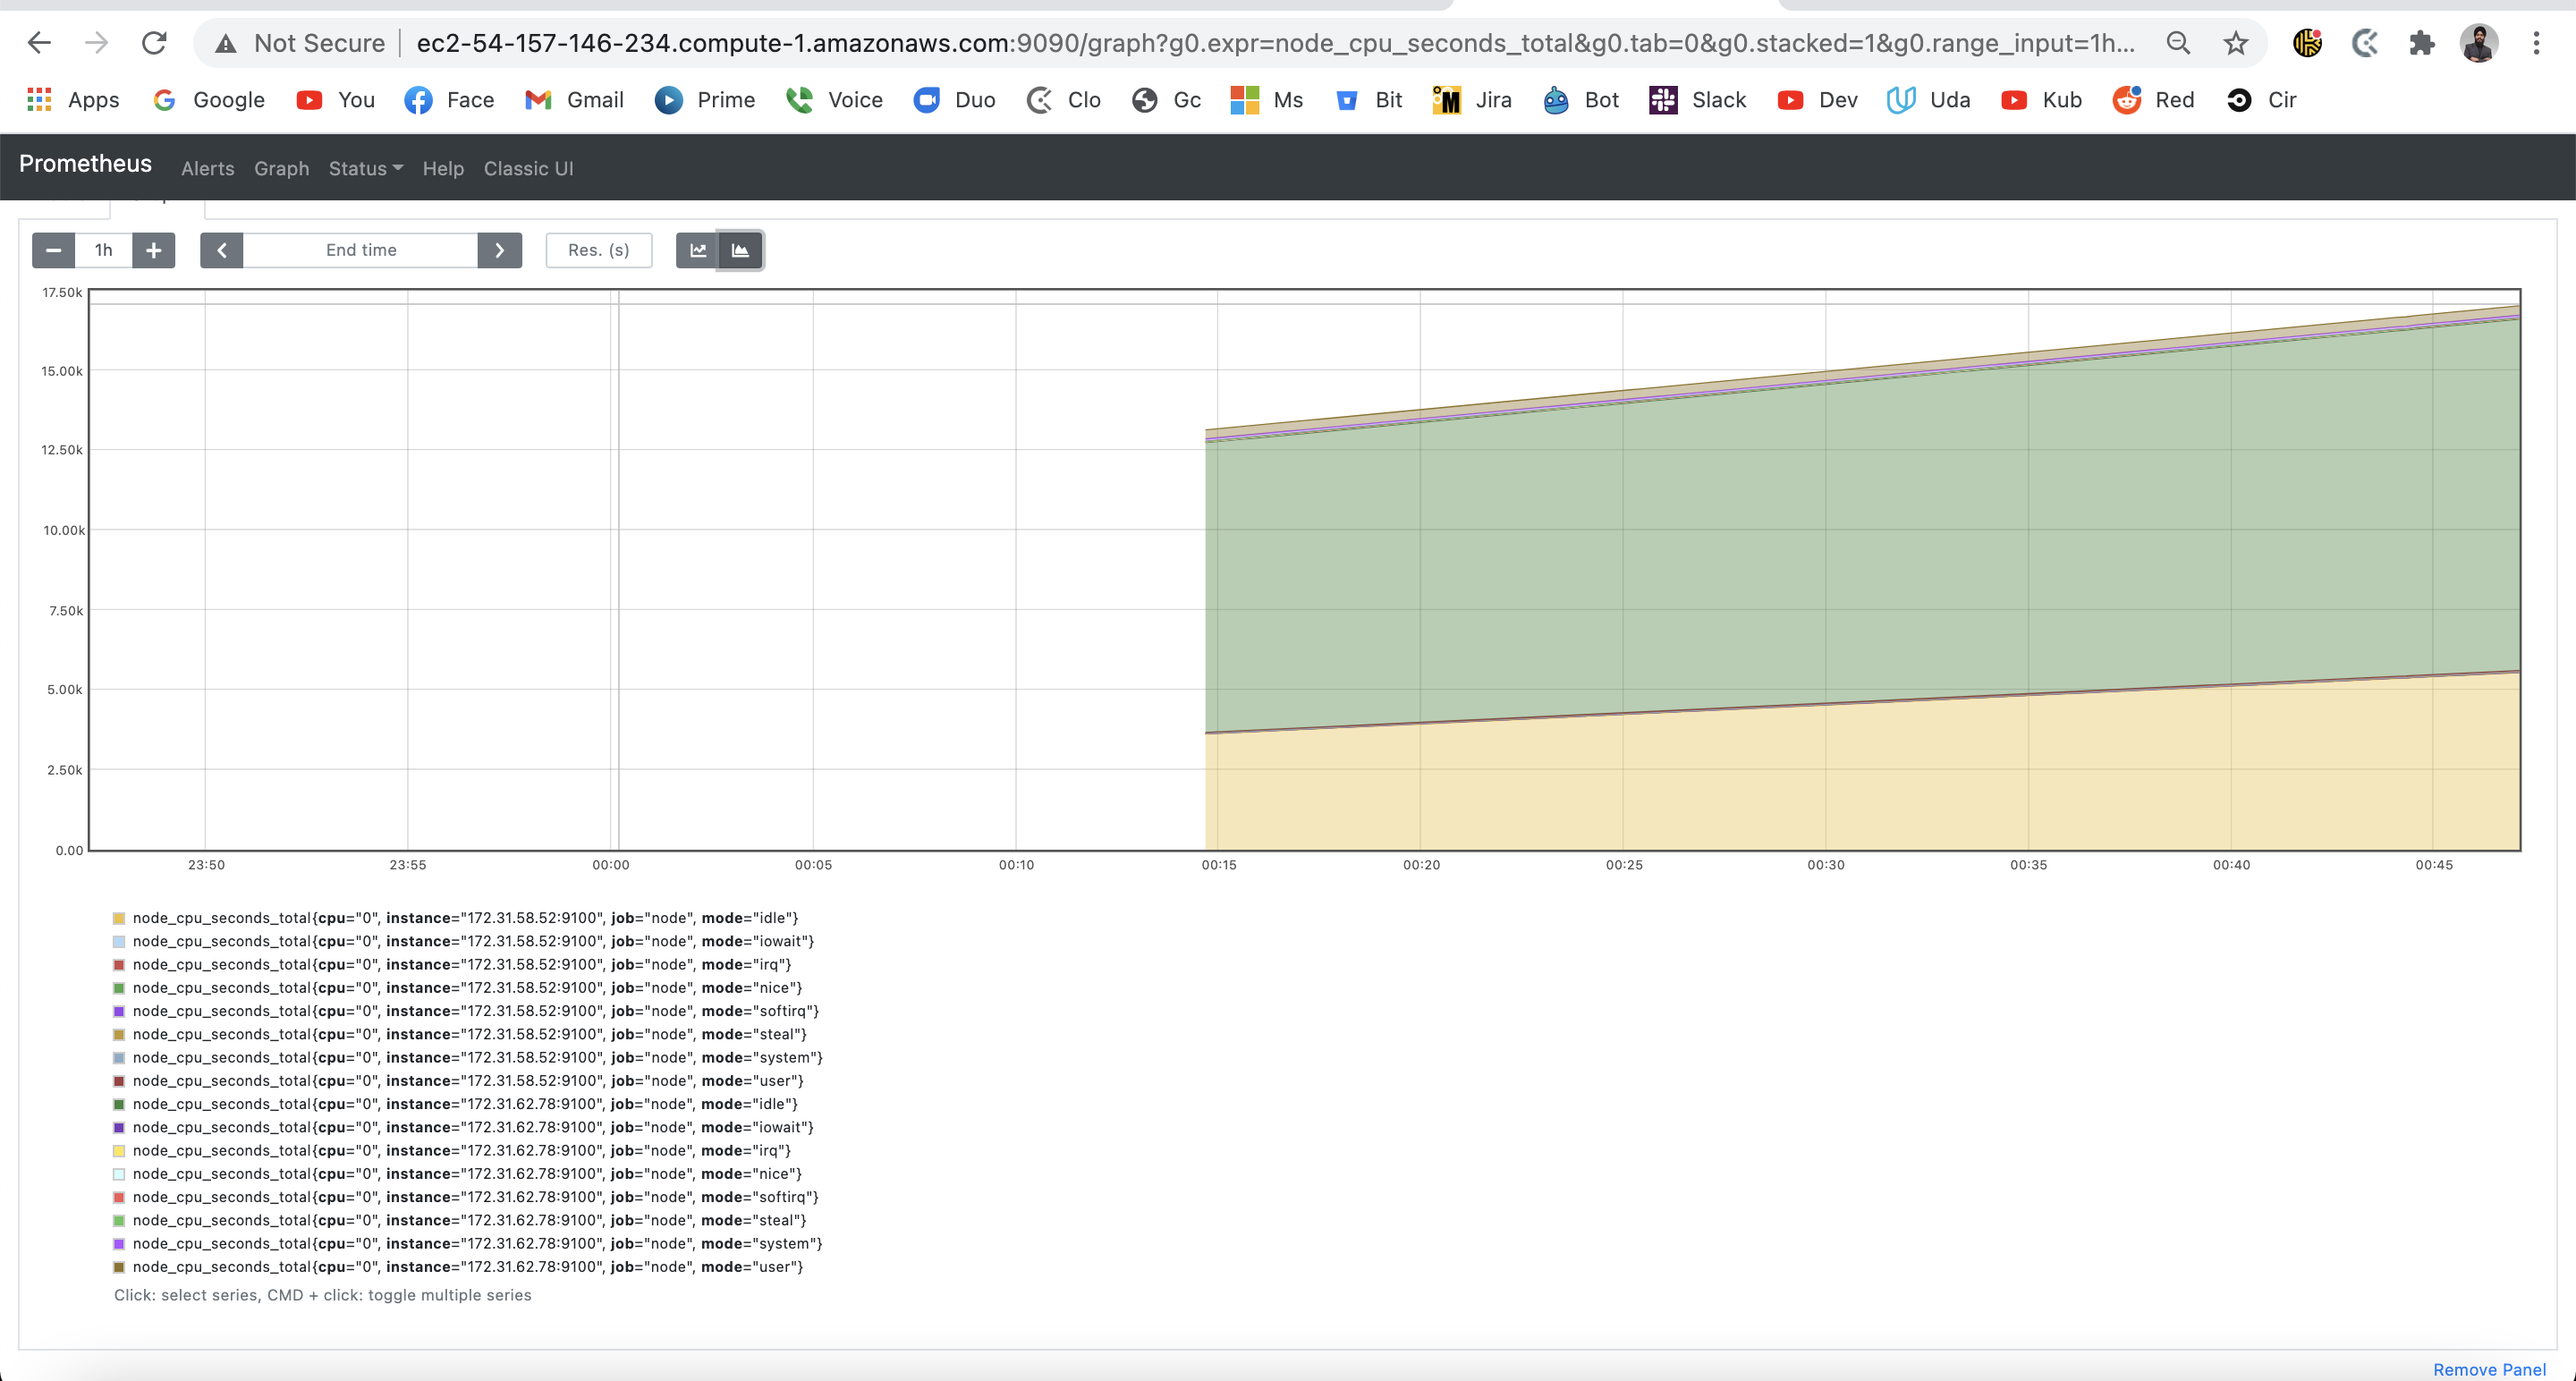 Not Secure ec2-54-157-146-234.compute-1.amazonaws.com:9090/graph?g0.expr=node_cpu_seconds_total&g0.tab=0&g0.stacked=1&g0.range_input=1h...
Apps Google You Face Gmail Prime Voice Duo Clo Gc Ms Bit Jira Bot Slack Dev Uda Kub Red Cir
Prometheus Alerts Graph Status Help Classic UI
1h End time Res. (s)
17.50k
15.00k
12.50k
10.00k
7.50k
5.00k
2.50k
0.00
23:50 23:55 00:00 00:05 00:10 00:15 00:20 00:25 00:30 00:35 00:40 00:45
node_cpu_seconds_total{cpu="0", instance="172.31.58.52:9100", job="node", mode="idle"}
node_cpu_seconds_total{cpu="0", instance="172.31.58.52:9100", job="node", mode="iowait"}
node_cpu_seconds_total{cpu="0", instance="172.31.58.52:9100", job="node", mode="irq"}
node_cpu_seconds_total{cpu="0", instance="172.31.58.52:9100", job="node", mode="nice"}
node_cpu_seconds_total{cpu="0", instance="172.31.58.52:9100", job="node", mode="softirq"}
node_cpu_seconds_total{cpu="0", instance="172.31.58.52:9100", job="node", mode="steal"}
node_cpu_seconds_total{cpu="0", instance="172.31.58.52:9100", job="node", mode="system"}
node_cpu_seconds_total{cpu="0", instance="172.31.58.52:9100", job="node", mode="user"}
node_cpu_seconds_total{cpu="0", instance="172.31.62.78:9100", job="node", mode="idle"}
node_cpu_seconds_total{cpu="0", instance="172.31.62.78:9100", job="node", mode="iowait"}
node_cpu_seconds_total{cpu="0", instance="172.31.62.78:9100", job="node", mode="irq"}
node_cpu_seconds_total{cpu="0", instance="172.31.62.78:9100", job="node", mode="nice"}
node_cpu_seconds_total{cpu="0", instance="172.31.62.78:9100", job="node", mode="softirq"}
node_cpu_seconds_total{cpu="0", instance="172.31.62.78:9100", job="node", mode="steal"}
node_cpu_seconds_total{cpu="0", instance="172.31.62.78:9100", job="node", mode="system"}
node_cpu_seconds_total{cpu="0", instance="172.31.62.78:9100", job="node", mode="user"}
Click: select series, CMD + click: toggle multiple series
Remove Panel